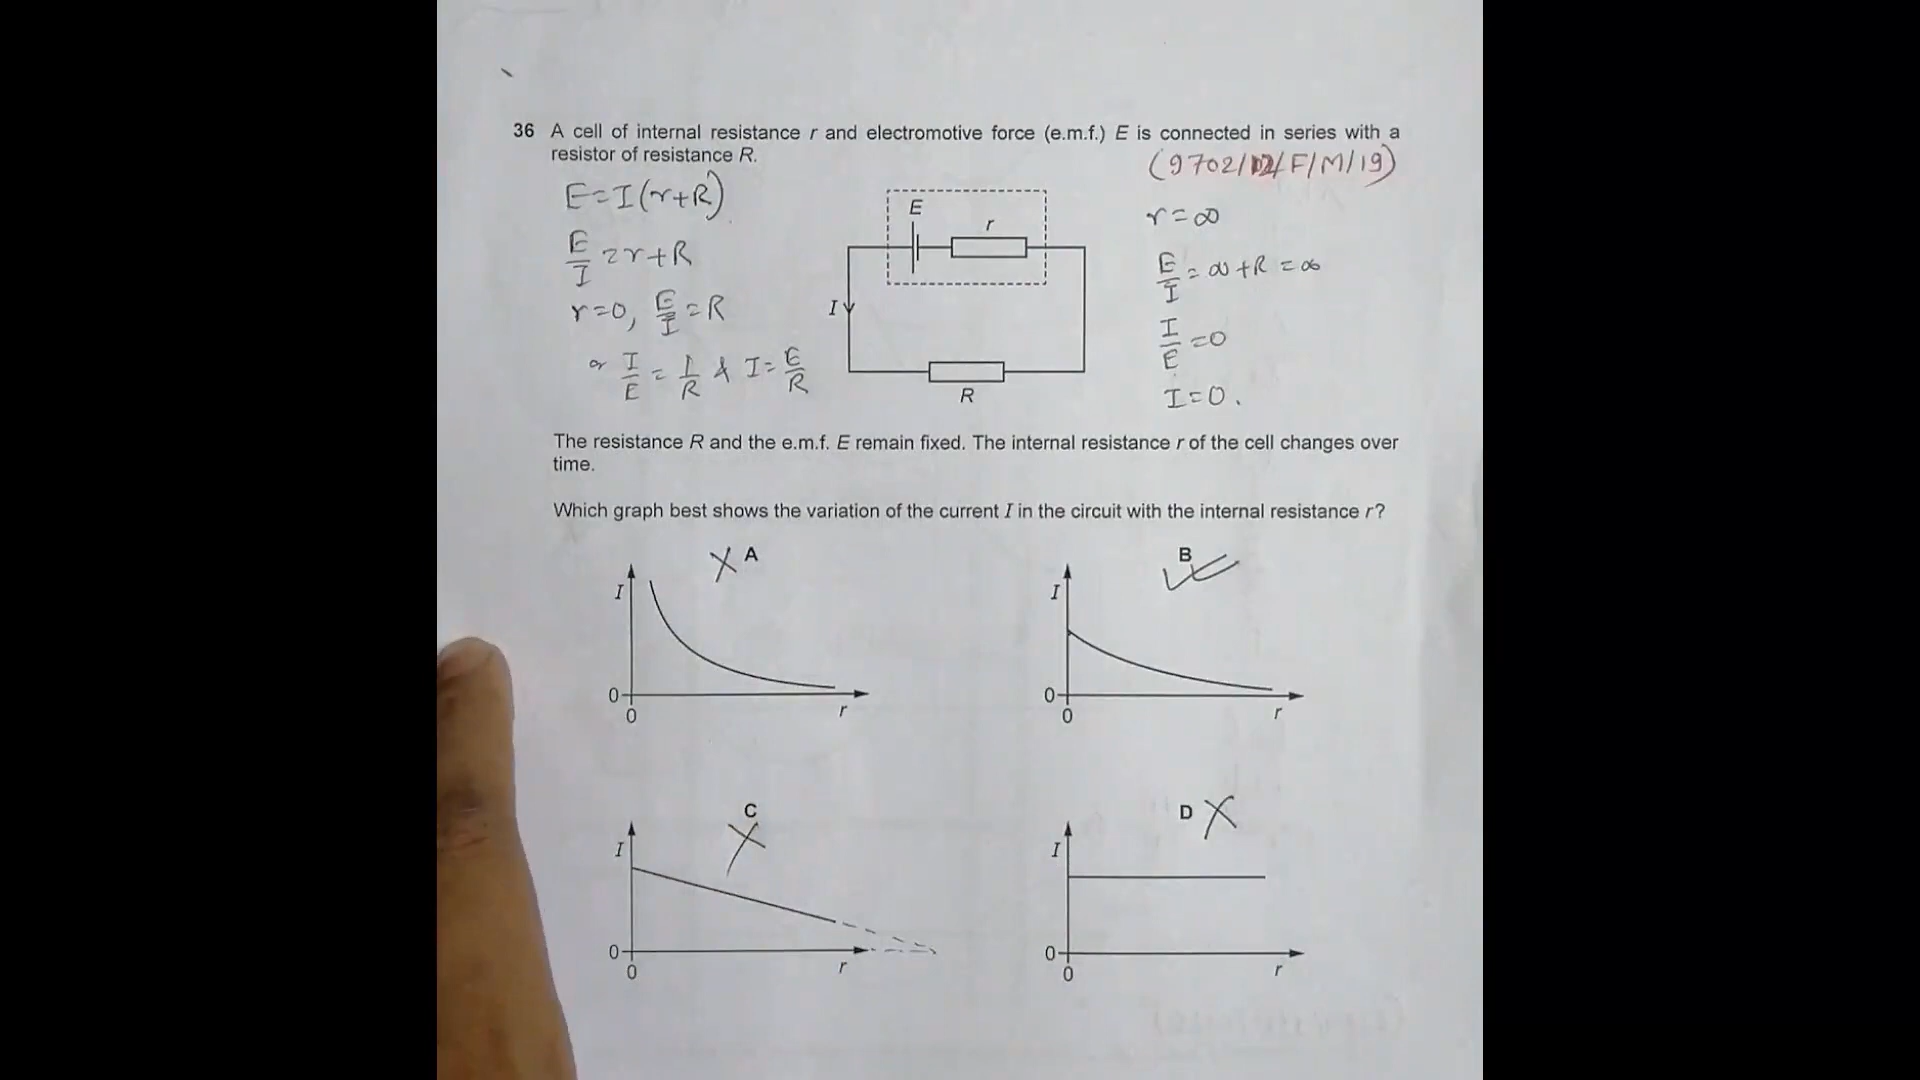 36 A cell of internal resistance r and electromotive force (e.m.f.) E is connected in series with a
resistor of resistance R.
(9702/12/F/M/19)
E=I(r+R)
E/I = r+R
r=0, E/I = R
or I/E = 1/R & I = E/R
E
r
I
R
r=∞
E/I = ∞+R = ∞
I/E = 0
I=0.
The resistance R and the e.m.f. E remain fixed. The internal resistance r of the cell changes over
time.
Which graph best shows the variation of the current I in the circuit with the internal resistance r?
A
I
0
0
r
B
I
0
0
r
C
I
0
0
r
D
I
0
0
r